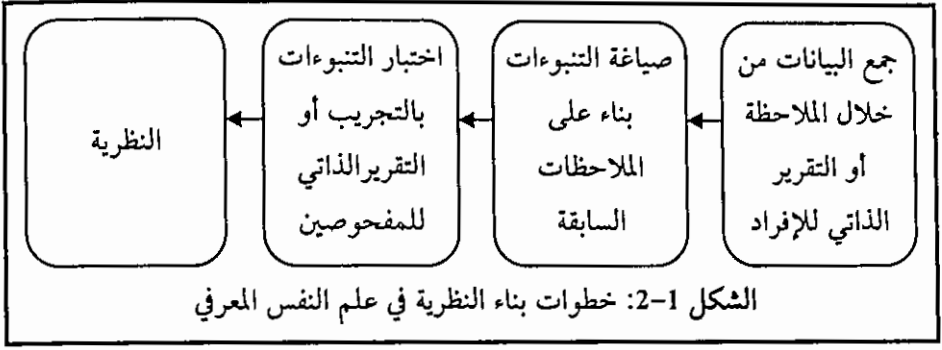 جمع البيانات من
خلال الملاحظة
أو التقرير
الذاتي للإفراد
صياغة التنبوءات
بناء على
الملاحظات
السابقة
اختبار التنبوءات
بالتجريب أو
التقريرالذاتي
للمفحوصين
النظرية
الشكل 1-2: خطوات بناء النظرية في علم النفس المعرفي